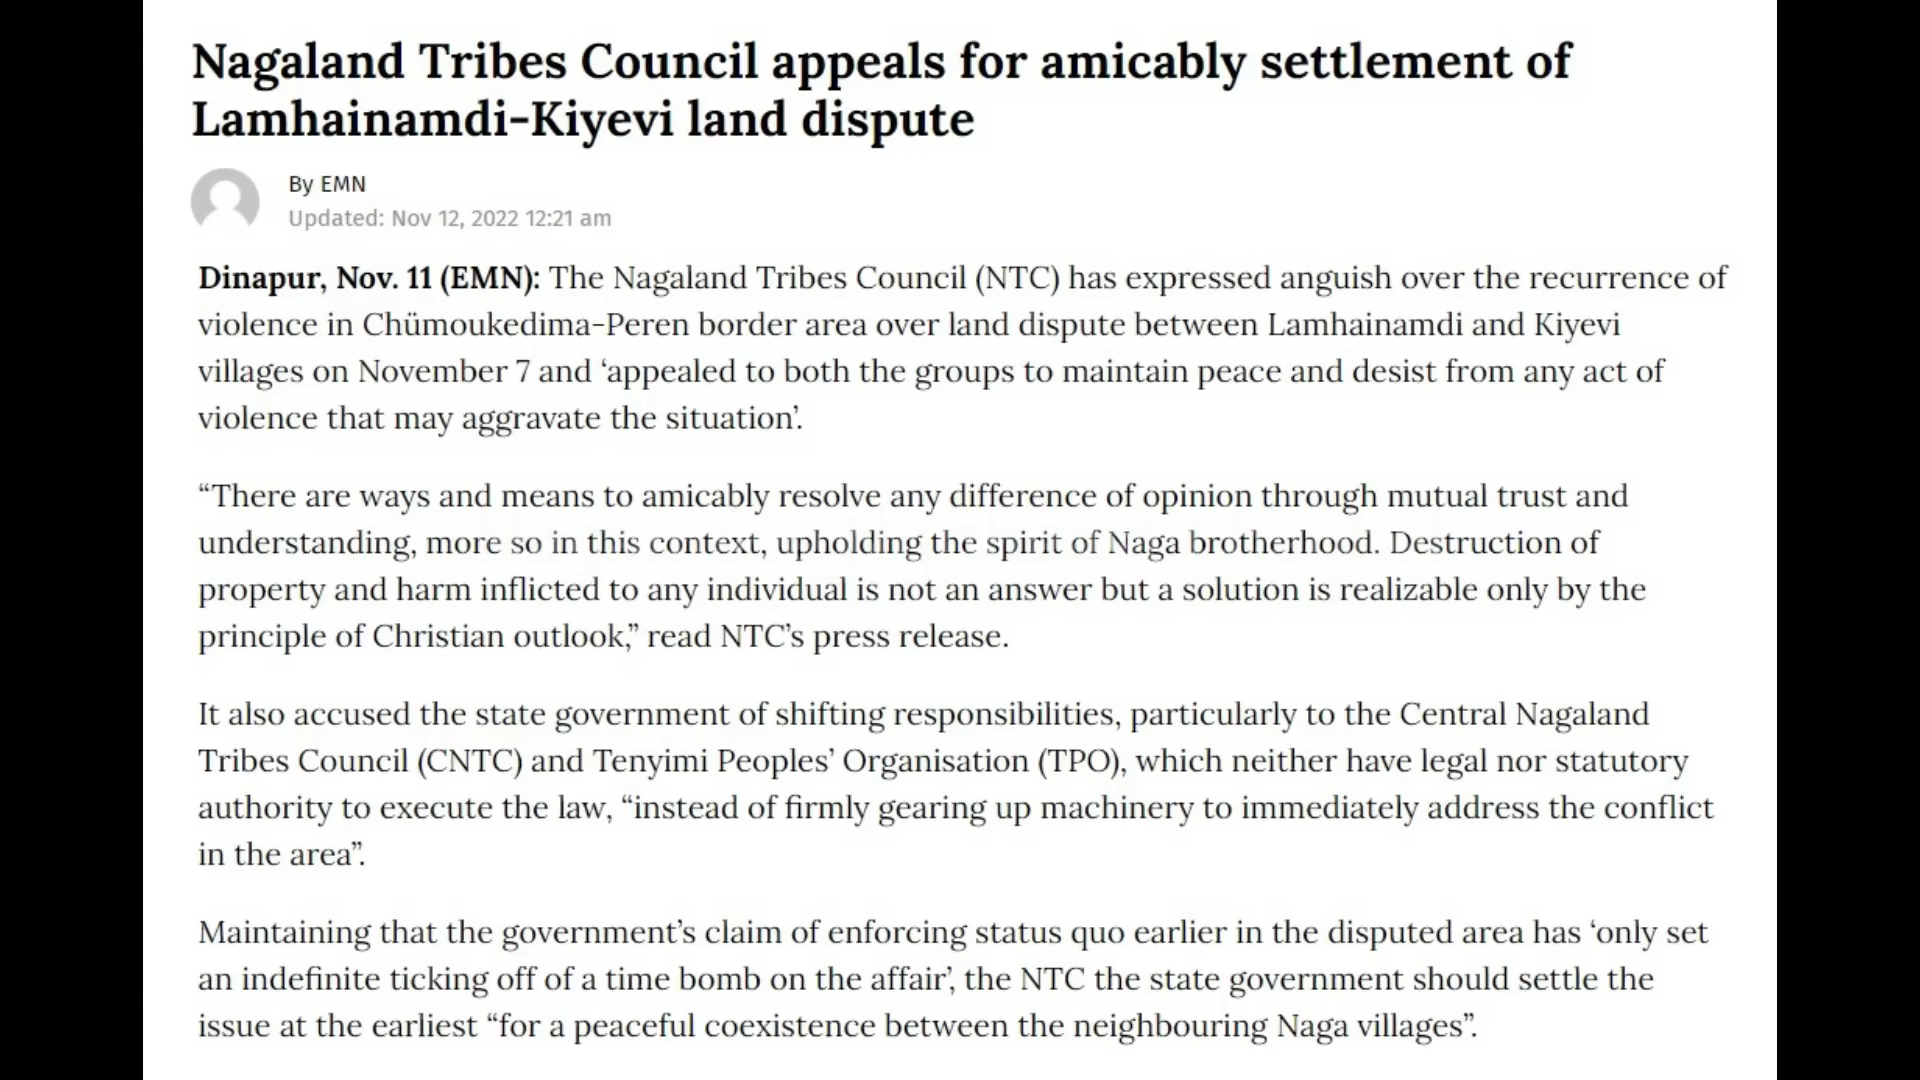 Nagaland Tribes Council appeals for amicably settlement of
Lamhainamdi-Kiyevi land dispute
By EMN
Updated: Nov 12, 2022 12:21 am
Dinapur, Nov. 11 (EMN): The Nagaland Tribes Council (NTC) has expressed anguish over the recurrence of
violence in Chümoukedima-Peren border area over land dispute between Lamhainamdi and Kiyevi
villages on November 7 and ‘appealed to both the groups to maintain peace and desist from any act of
violence that may aggravate the situation’.
“There are ways and means to amicably resolve any difference of opinion through mutual trust and
understanding, more so in this context, upholding the spirit of Naga brotherhood. Destruction of
property and harm inflicted to any individual is not an answer but a solution is realizable only by the
principle of Christian outlook,” read NTC’s press release.
It also accused the state government of shifting responsibilities, particularly to the Central Nagaland
Tribes Council (CNTC) and Tenyimi Peoples’ Organisation (TPO), which neither have legal nor statutory
authority to execute the law, “instead of firmly gearing up machinery to immediately address the conflict
in the area”.
Maintaining that the government’s claim of enforcing status quo earlier in the disputed area has ‘only set
an indefinite ticking off of a time bomb on the affair’, the NTC the state government should settle the
issue at the earliest “for a peaceful coexistence between the neighbouring Naga villages”.